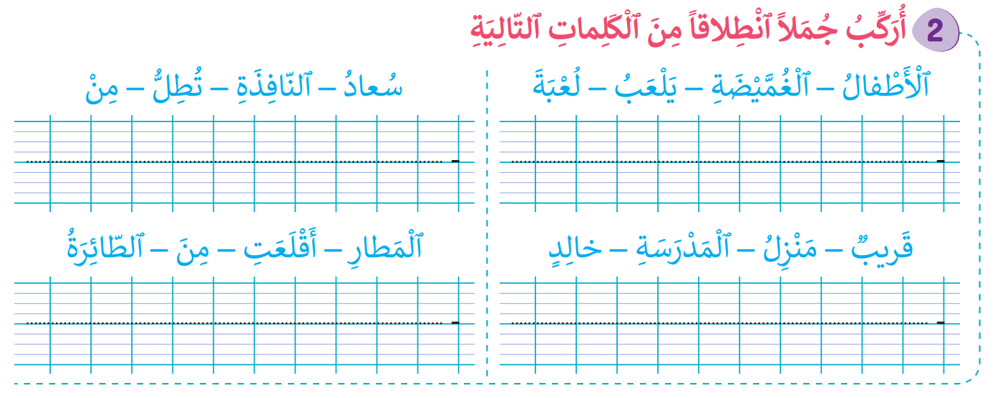 2 أُرَكِّبُ جُمَلاً ٱنْطِلاقاً مِنَ ٱلْكَلِماتِ ٱلتّالِيَةِ
ٱلْأَطْفالُ – ٱلْغُمَّيْضَةِ – يَلْعَبُ – لُعْبَةَ
سُعادُ – ٱلنّافِذَةِ – تُطِلُّ – مِنْ
قَريبٌ – مَنْزِلُ – ٱلْمَدْرَسَةِ – خالِدٍ
ٱلْمَطارِ – أَقْلَعَتِ – مِنَ – ٱلطّائِرَةُ